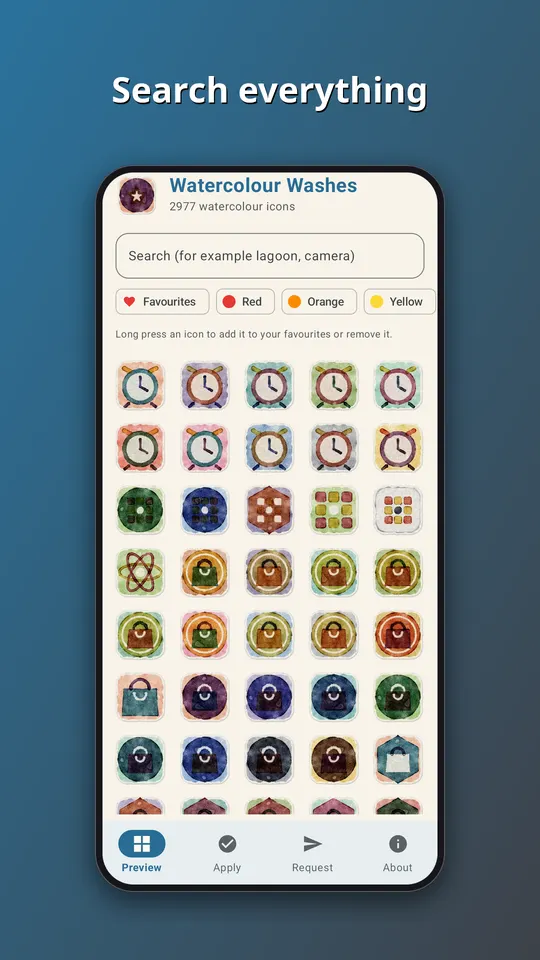 Search everything
Watercolour Washes
2977 watercolour icons
Search (for example lagoon, camera)
Favourites
Red
Orange
Yellow
Long press an icon to add it to your favourites or remove it.
Preview
Apply
Request
About